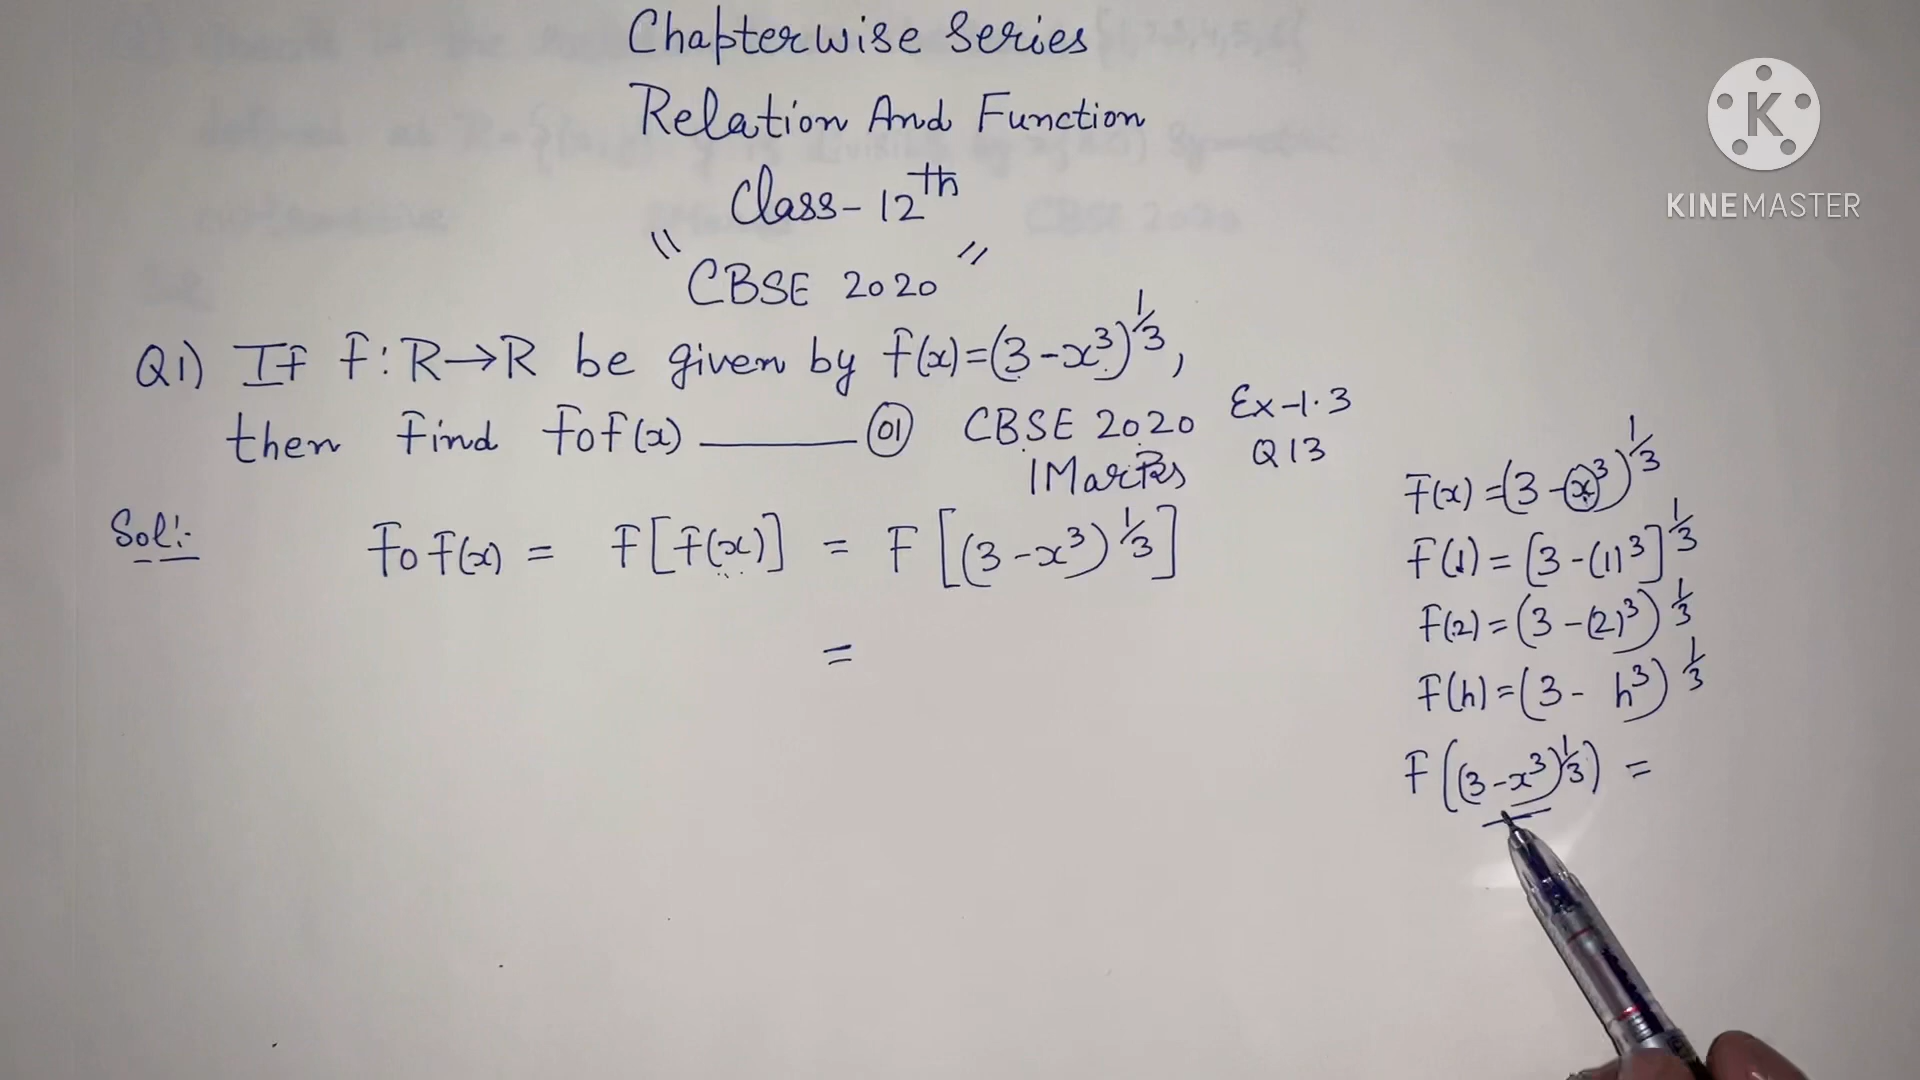 Chapterwise Series
Relation And Function
Class-12th
"CBSE 2020"
Q1) If f:R→R be given by f(x)=(3-x³)^1/3,
then Find fof(x) ———— 01 CBSE 2020
1Marks
Ex-1.3
Q13
Sol:- fof(x) = f[f(x)] = f[(3-x³)^1/3]
=
f(x)=(3-x³)^1/3
f(1)=[3-(1)³]^1/3
f(2)=(3-(2)³)^1/3
f(h)=(3- h³)^1/3
f((3-x³)^1/3) =
K
KINEMASTER